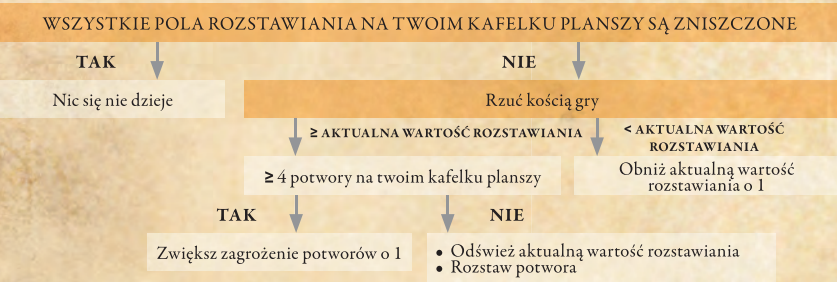 WSZYSTKIE POLA ROZSTAWIANIA NA TWOIM KAFELKU PLANSZY SĄ ZNISZCZONE
TAK
NIE
Nic się nie dzieje
Rzuć kością gry
≥ AKTUALNA WARTOŚĆ ROZSTAWIANIA
< AKTUALNA WARTOŚĆ
ROZSTAWIANIA
≥ 4 potwory na twoim kafelku planszy
Obniż aktualną wartość
rozstawiania o 1
TAK
NIE
Zwiększ zagrożenie potworów o 1
• Odśwież aktualną wartość rozstawiania
• Rozstaw potwora